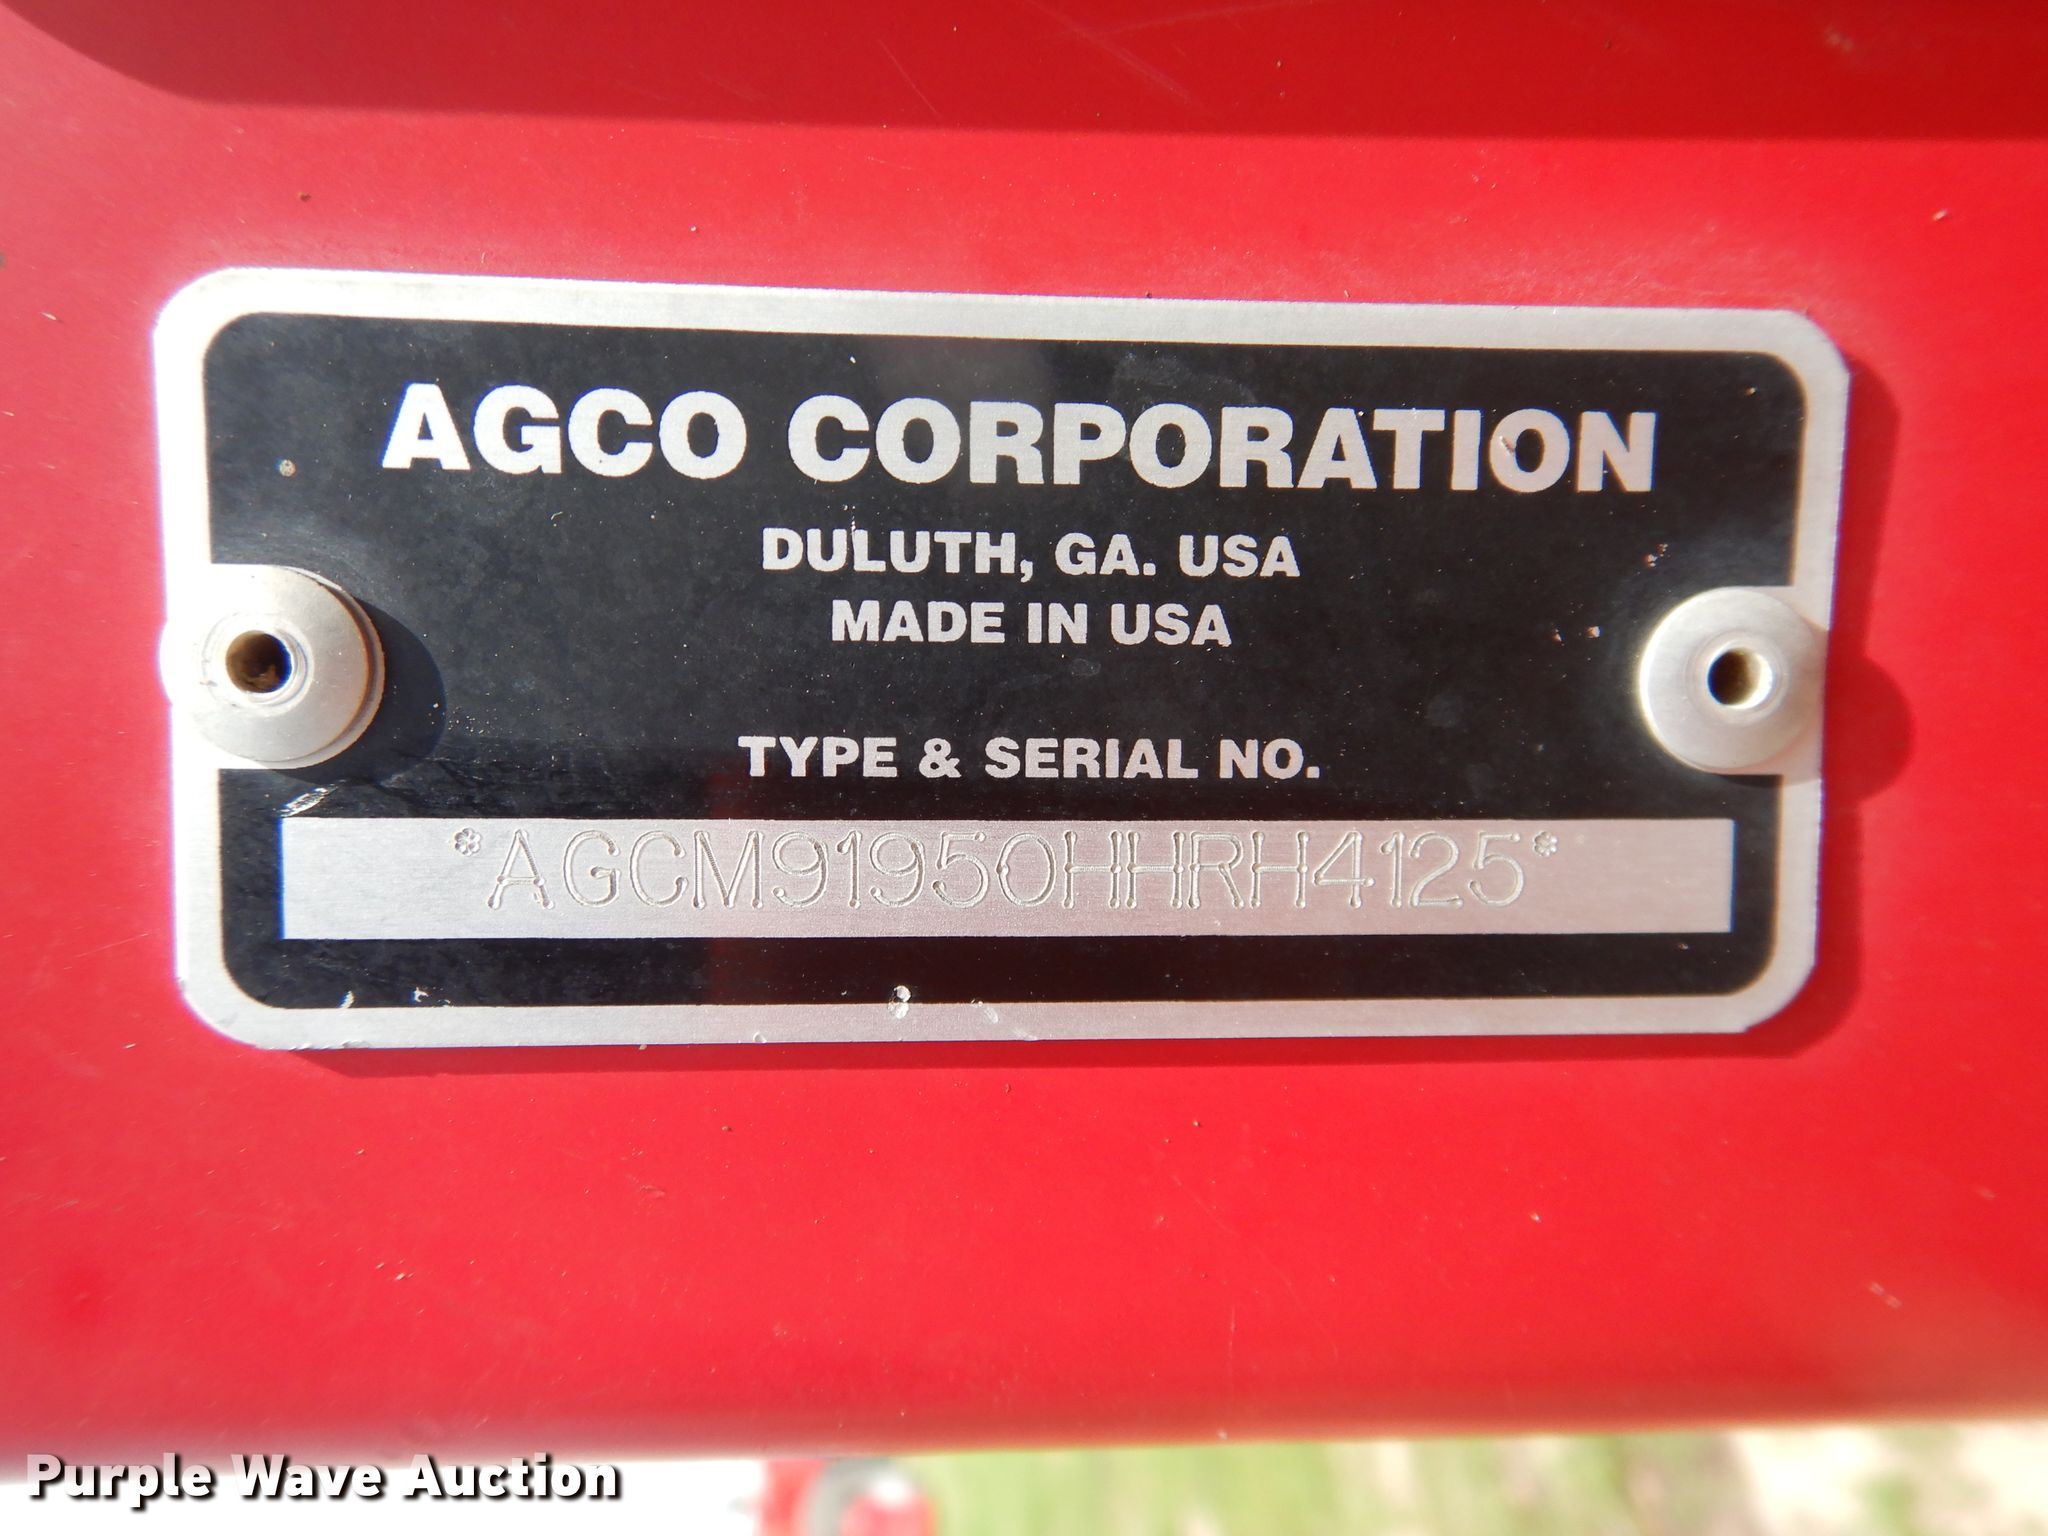 AGCO CORPORATION
DULUTH, GA. USA
MADE IN USA
TYPE & SERIAL NO.
*AGCM91950HHRH4125*
Purple Wave Auction